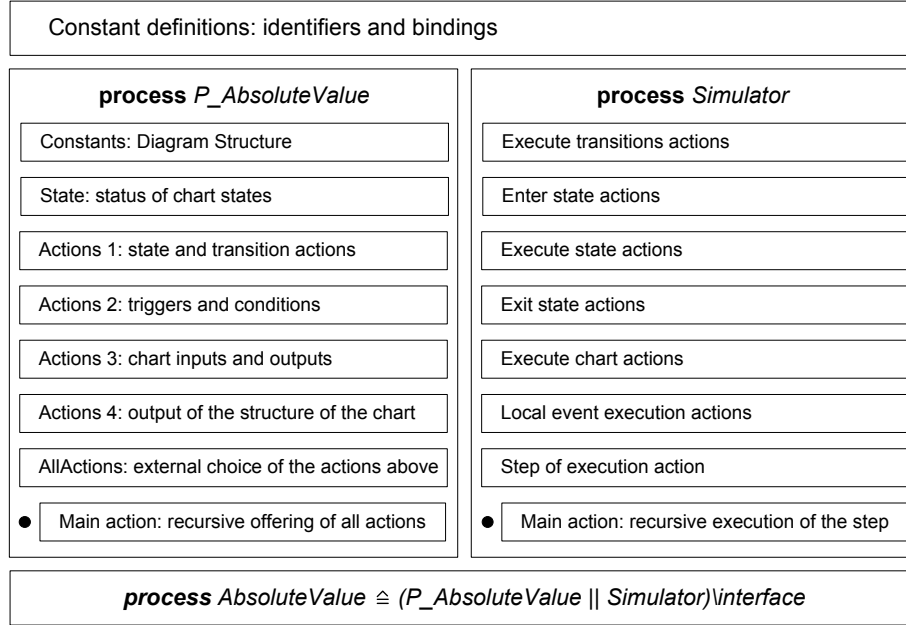 Constant definitions: identifiers and bindings
process P_AbsoluteValue
Constants: Diagram Structure
State: status of chart states
Actions 1: state and transition actions
Actions 2: triggers and conditions
Actions 3: chart inputs and outputs
Actions 4: output of the structure of the chart
AllActions: external choice of the actions above
● Main action: recursive offering of all actions
process Simulator
Execute transitions actions
Enter state actions
Execute state actions
Exit state actions
Execute chart actions
Local event execution actions
Step of execution action
● Main action: recursive execution of the step
process AbsoluteValue ≙ (P_AbsoluteValue || Simulator)\interface